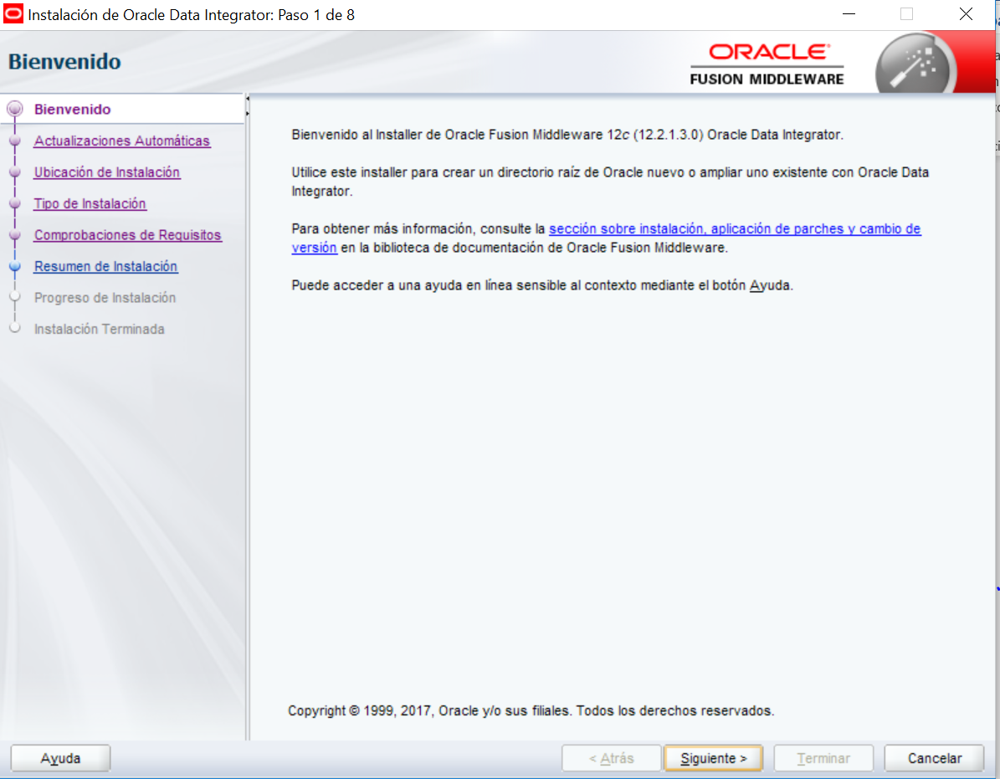 Instalación de Oracle Data Integrator: Paso 1 de 8
Bienvenido
ORACLE®
FUSION MIDDLEWARE
Bienvenido
Actualizaciones Automáticas
Ubicación de Instalación
Tipo de Instalación
Comprobaciones de Requisitos
Resumen de Instalación
Progreso de Instalación
Instalación Terminada
Bienvenido al Installer de Oracle Fusion Middleware 12c (12.2.1.3.0) Oracle Data Integrator.
Utilice este installer para crear un directorio raíz de Oracle nuevo o ampliar uno existente con Oracle Data
Integrator.
Para obtener más información, consulte la sección sobre instalación, aplicación de parches y cambio de
versión en la biblioteca de documentación de Oracle Fusion Middleware.
Puede acceder a una ayuda en línea sensible al contexto mediante el botón Ayuda.
Copyright © 1999, 2017, Oracle y/o sus filiales. Todos los derechos reservados.
Ayuda
< Atrás
Siguiente >
Terminar
Cancelar